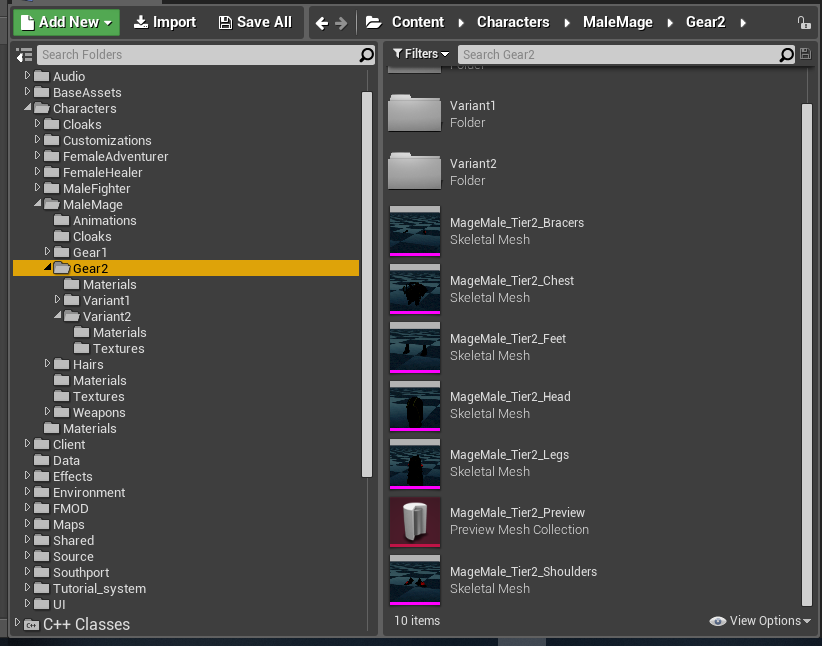 Add New
Import
Save All
Content
Characters
MaleMage
Gear2
Search Folders
Audio
BaseAssets
Characters
Cloaks
Customizations
FemaleAdventurer
FemaleHealer
MaleFighter
MaleMage
Animations
Cloaks
Gear1
Gear2
Materials
Variant1
Variant2
Materials
Textures
Hairs
Materials
Textures
Weapons
Materials
Client
Data
Effects
Environment
FMOD
Maps
Shared
Source
Southport
Tutorial_system
UI
C++ Classes
Filters
Search Gear2
Folder
Variant1
Folder
Variant2
Folder
MageMale_Tier2_Bracers
Skeletal Mesh
MageMale_Tier2_Chest
Skeletal Mesh
MageMale_Tier2_Feet
Skeletal Mesh
MageMale_Tier2_Head
Skeletal Mesh
MageMale_Tier2_Legs
Skeletal Mesh
MageMale_Tier2_Preview
Preview Mesh Collection
MageMale_Tier2_Shoulders
Skeletal Mesh
10 items
View Options